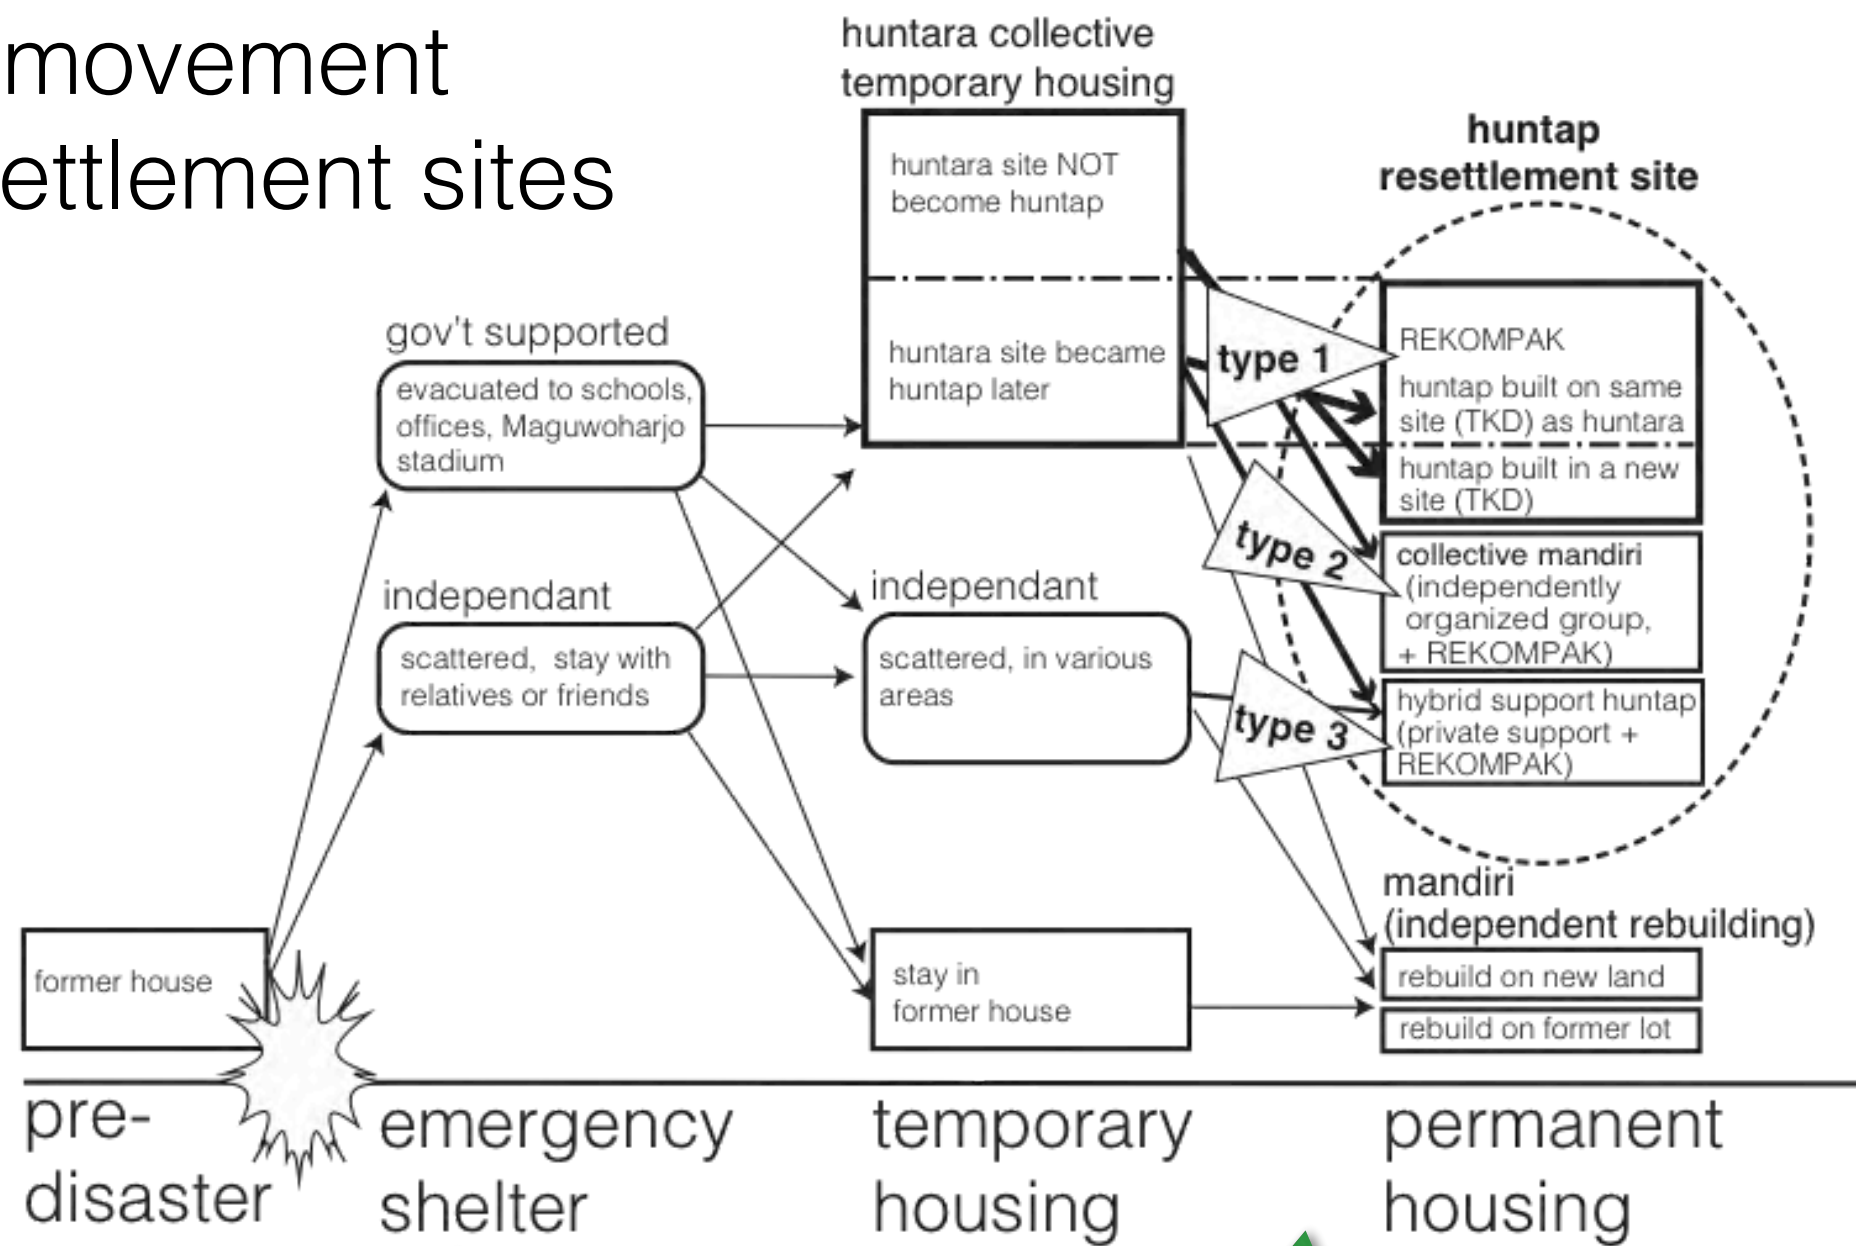 movement
ettlement sites
huntara collective
temporary housing
huntara site NOT
become huntap
huntara site became
huntap later
huntap
resettlement site
gov't supported
evacuated to schools,
offices, Maguwoharjo
stadium
independant
scattered, stay with
relatives or friends
independant
scattered, in various
areas
type 1
type 2
type 3
REKOMPAK
huntap built on same
site (TKD) as huntara
huntap built in a new
site (TKD)
collective mandiri
(independently
organized group,
+ REKOMPAK)
hybrid support huntap
(private support +
REKOMPAK)
mandiri
(independent rebuilding)
rebuild on new land
rebuild on former lot
former house
stay in
former house
pre-
disaster
emergency
shelter
temporary
housing
permanent
housing